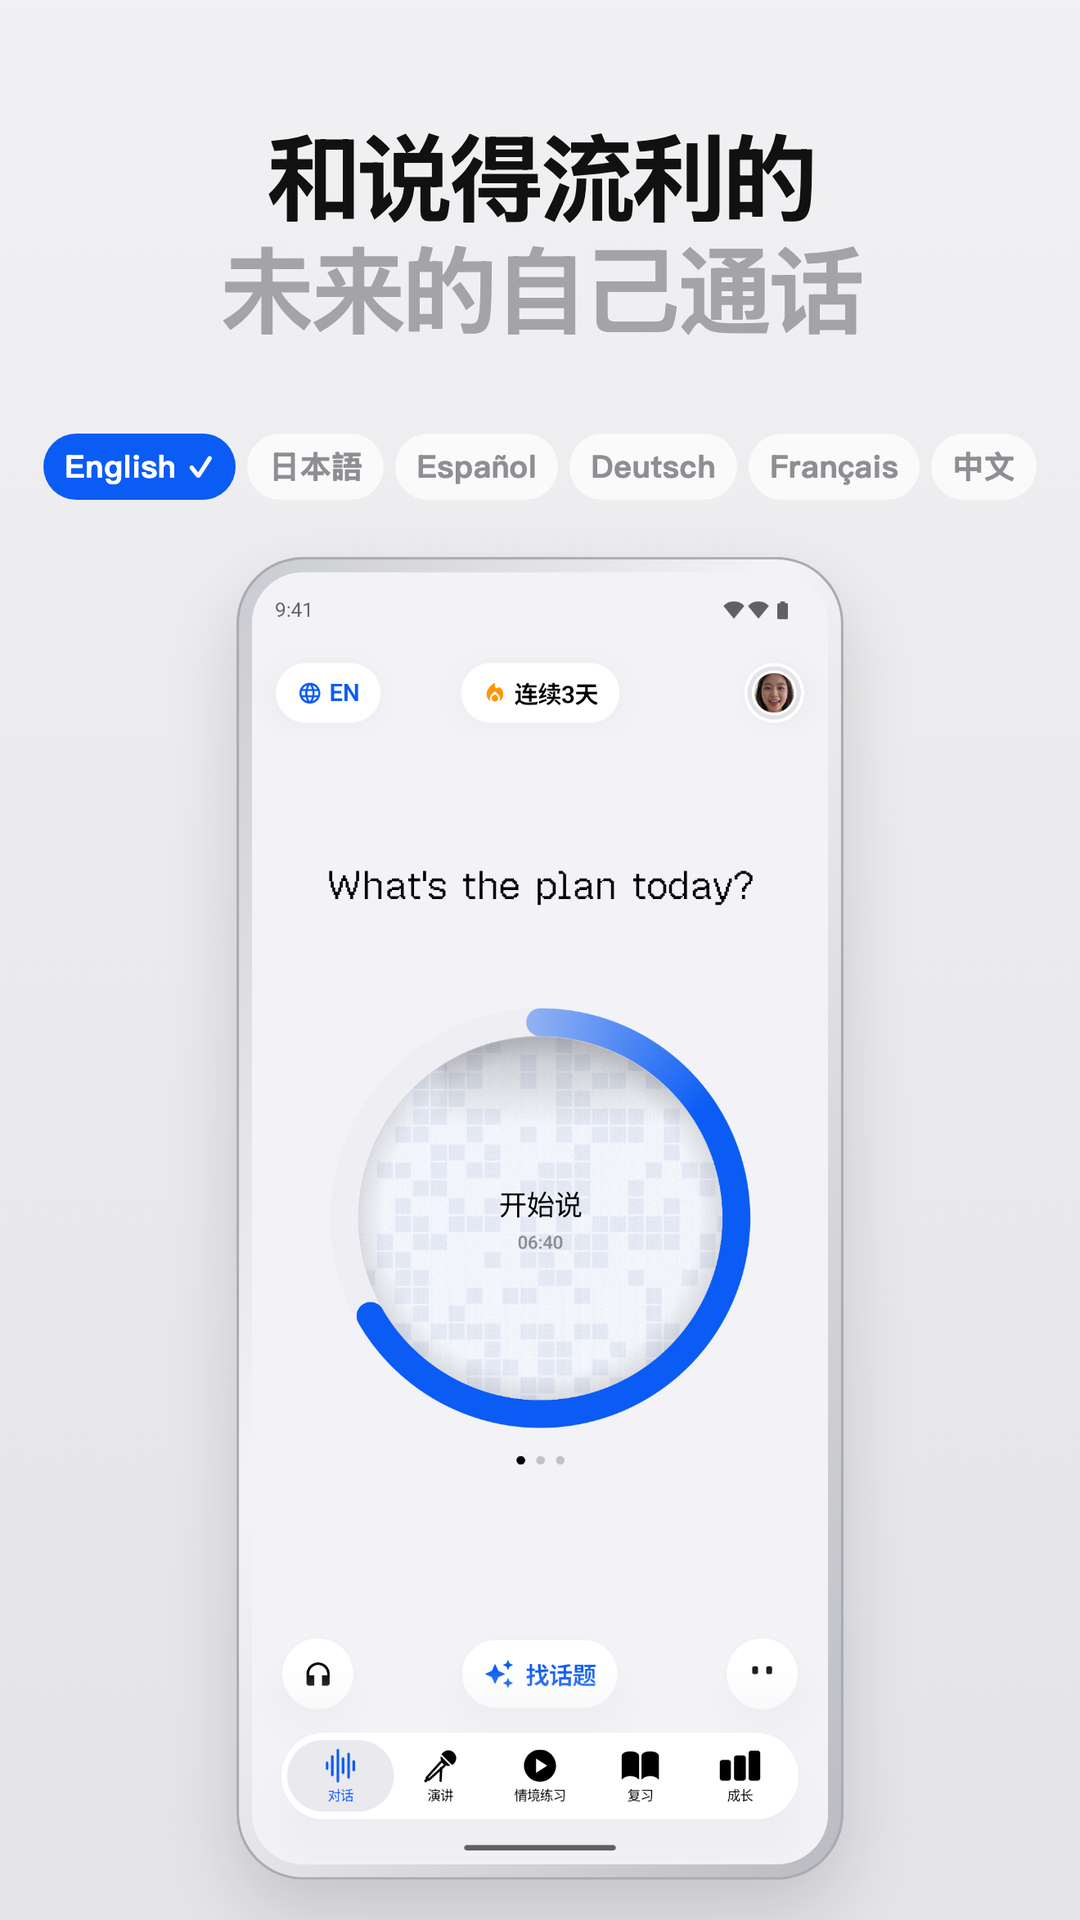 和说得流利的
未来的自己通话
English ✓ 日本語 Español Deutsch Français 中文
9:41
EN 连续3天
What's the plan today?
开始说
06:40
找话题
对话 演讲 情境练习 复习 成长